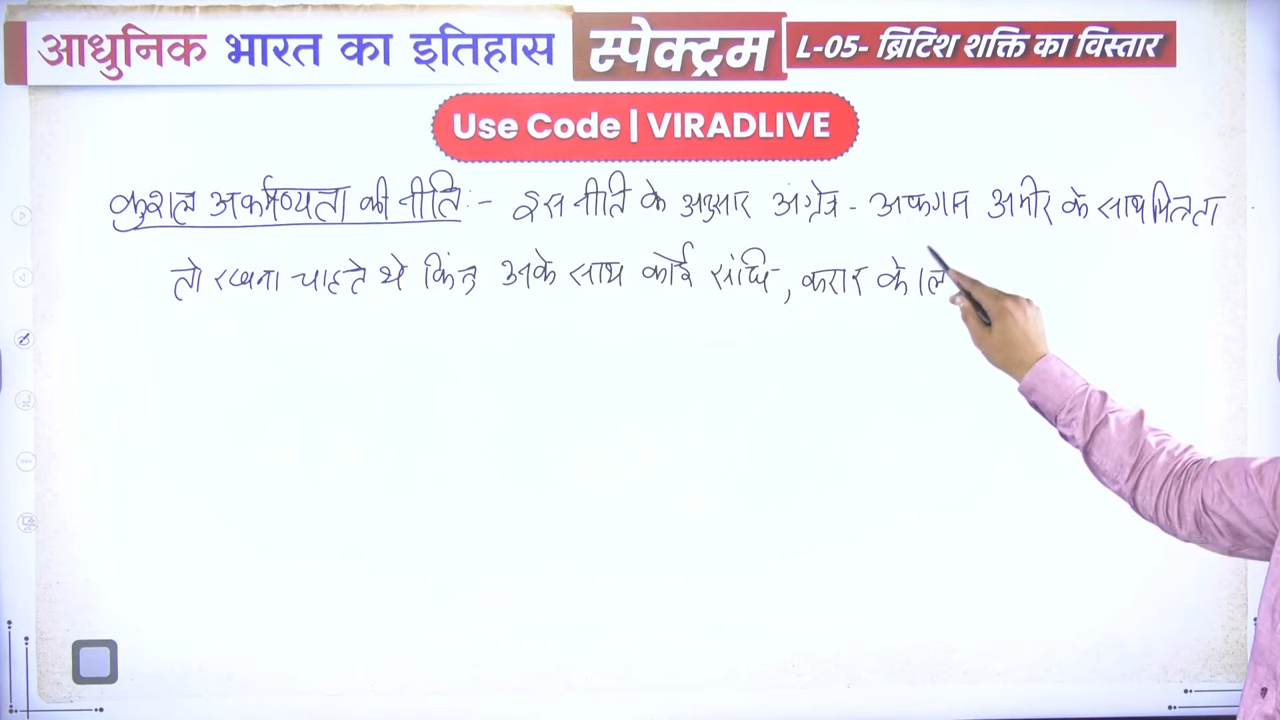 आधुनिक भारत का इतिहास स्पेक्ट्रम L-05- ब्रिटिश शक्ति का विस्तार
Use Code | VIRADLIVE
कुशल अकर्मण्यता की नीति:- इस नीति के अनुसार अंग्रेज - अफगान अमीर के साथ मित्रता
तो रखना चाहते थे किंतु उनके साथ कोई संधि, करार के लि